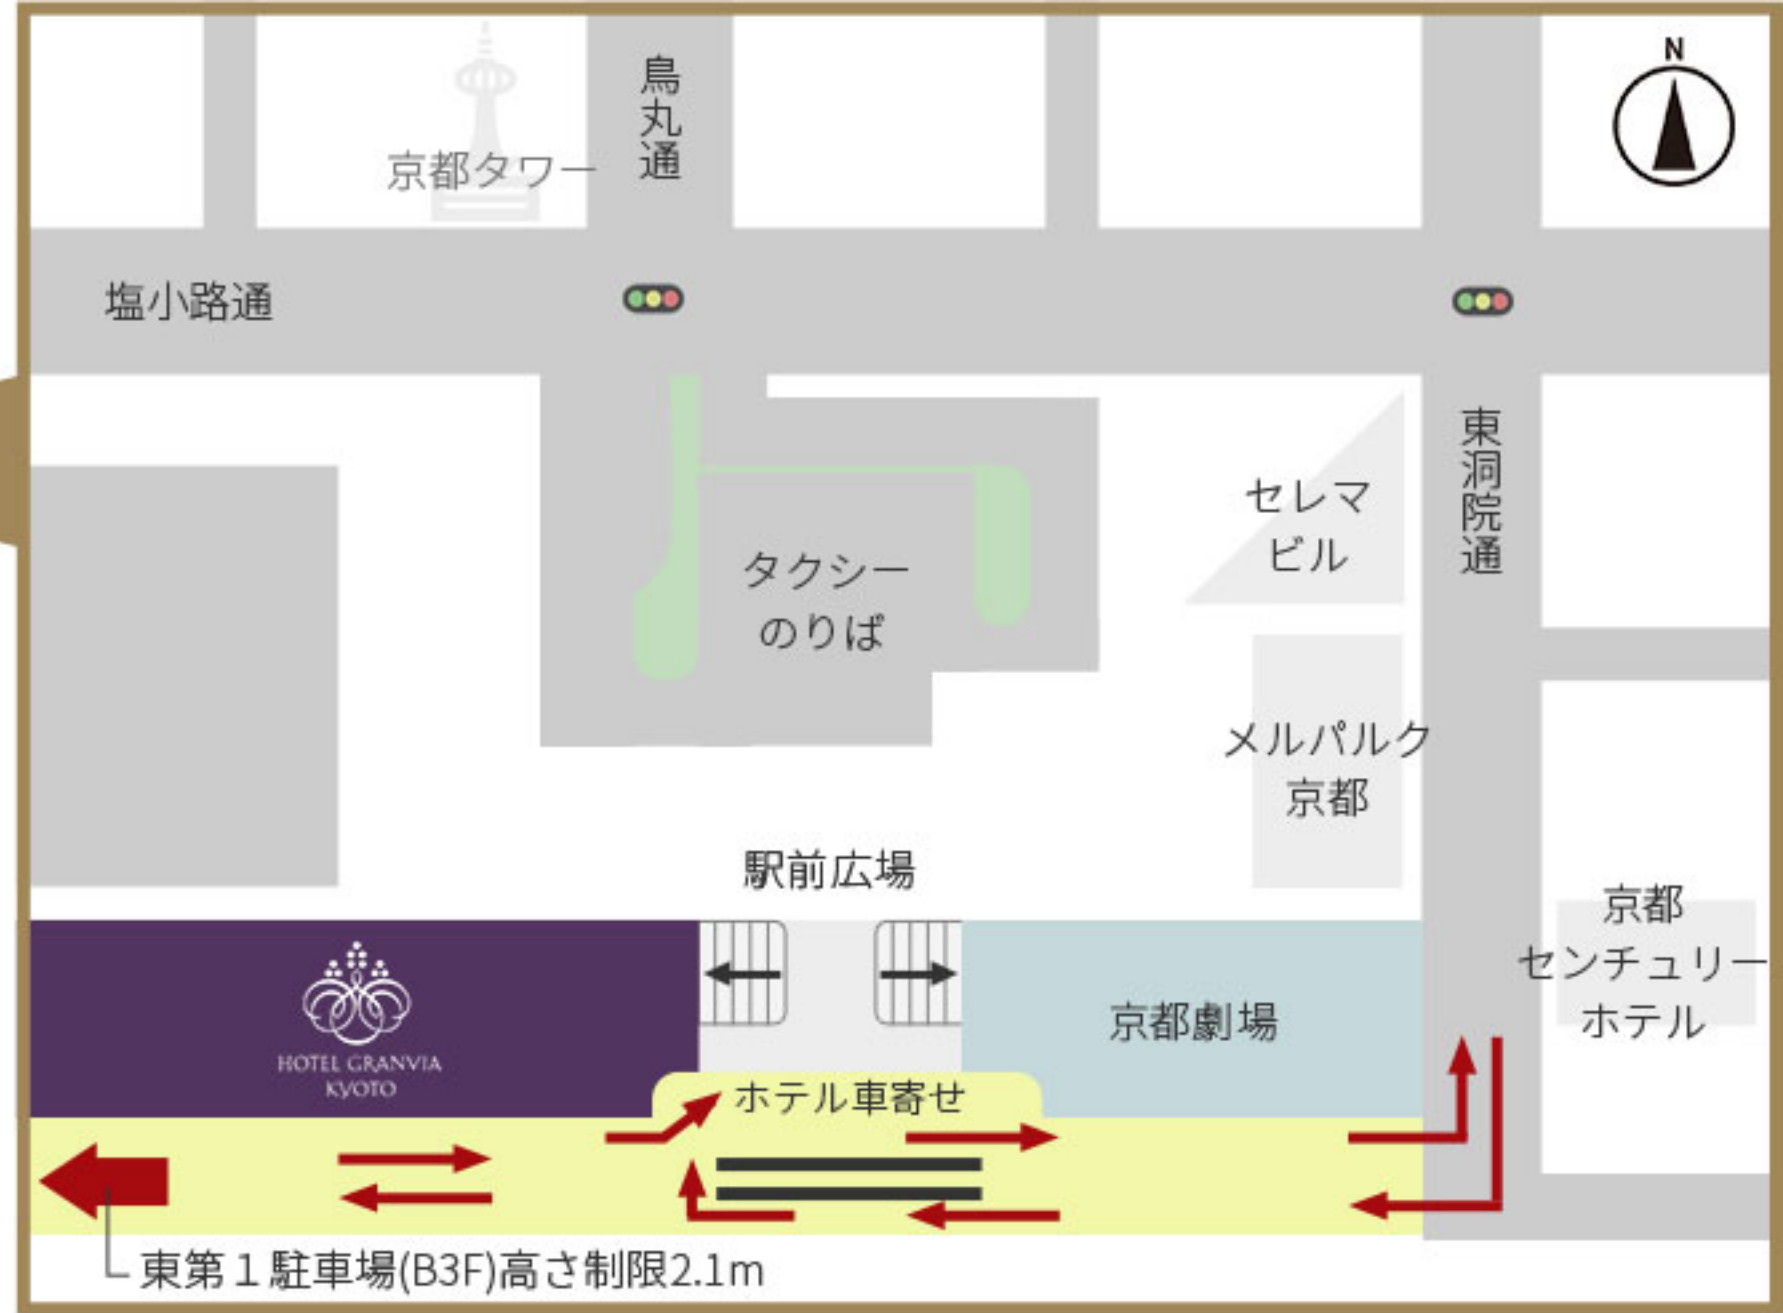 N
烏丸通
京都タワー
塩小路通
東洞院通
セレマ
ビル
タクシー
のりば
メルパルク
京都
駅前広場
京都
センチュリー
ホテル
HOTEL GRANVIA
KYOTO
京都劇場
ホテル車寄せ
東第１駐車場(B3F)高さ制限2.1m